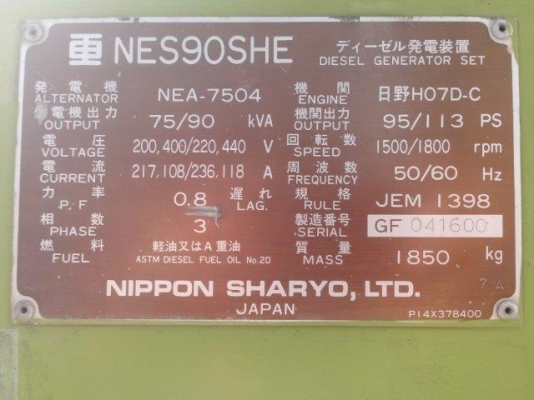 NES90SHE ディーゼル発電装置
DIESEL GENERATOR SET
発電機 NEA-7504 機関 日野H07D-C
ALTERNATOR ENGINE
発電機出力 75/90 kVA 機関出力 95/113 PS
OUTPUT OUTPUT
電圧 200,400/220,440 V 回転数 1500/1800 rpm
VOLTAGE SPEED
電流 217,108/236,118 A 周波数 50/60 Hz
CURRENT FREQUENCY
力率 0.8 遅れ 規格 JEM 1398
P.F LAG. RULE
相数 3 製造番号 GF 041600
PHASE SERIAL
燃料 軽油又はA重油 質量 1850 kg
FUEL ASTM DIESEL FUEL OIL No.2D MASS
7 A
NIPPON SHARYO, LTD.
JAPAN
P14X378400